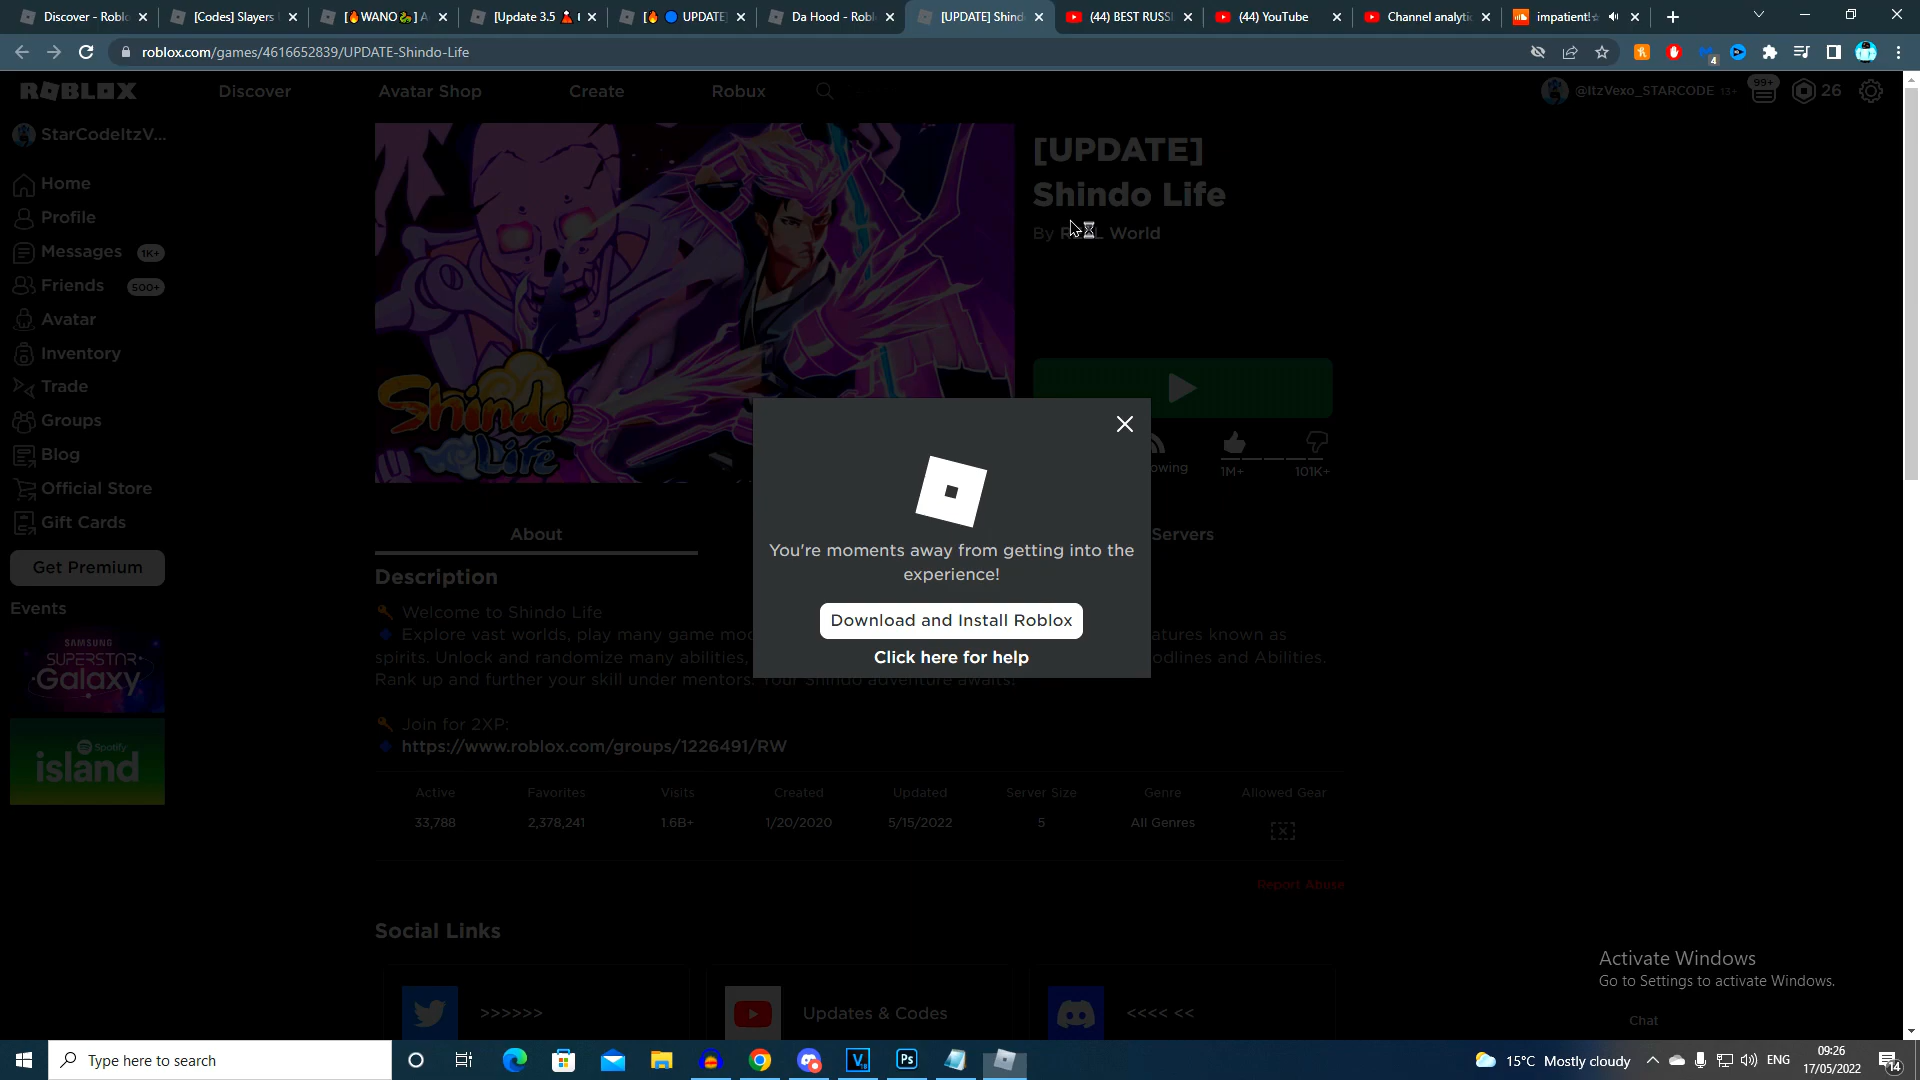 Discover - Roblo
[Codes] Slayers
[🔥WANO🐉] A
[Update 3.5
[🔥 🔵 UPDATE
Da Hood - Robl
[UPDATE] Shind
(44) BEST RUSSI
(44) YouTube
Channel analytic
impatient!
roblox.com/games/4616652839/UPDATE-Shindo-Life
4
ROBLOX
Discover
Avatar Shop
Create
Robux
@ItzVexo_STARCODE 13+
99+
26
StarCodeItzV...
Home
Profile
Messages 1K+
Friends 500+
Avatar
Inventory
Trade
Groups
Blog
Official Store
Gift Cards
Get Premium
Events
SAMSUNG
SUPERSTAR
Galaxy
Spotify
island
Shindo
Life
[UPDATE]
Shindo Life
By RELL World
owing
1M+
101K+
You're moments away from getting into the
experience!
Download and Install Roblox
Click here for help
About
Servers
Description
Welcome to Shindo Life
Explore vast worlds, play many game mo
atures known as
spirits. Unlock and randomize many abilities,
odlines and Abilities.
Rank up and further your skill under mentors. Your Shindo adventure awaits!
Join for 2XP:
https://www.roblox.com/groups/1226491/RW
Active Favorites Visits Created Updated Server Size Genre Allowed Gear
33,788 2,378,241 1.6B+ 1/20/2020 5/15/2022 5 All Genres
Report Abuse
Social Links
>>>>>>
Updates & Codes
<<<< <<
Activate Windows
Go to Settings to activate Windows.
Chat
Type here to search
V
Ps
15°C Mostly cloudy
ENG
09:26
17/05/2022
14